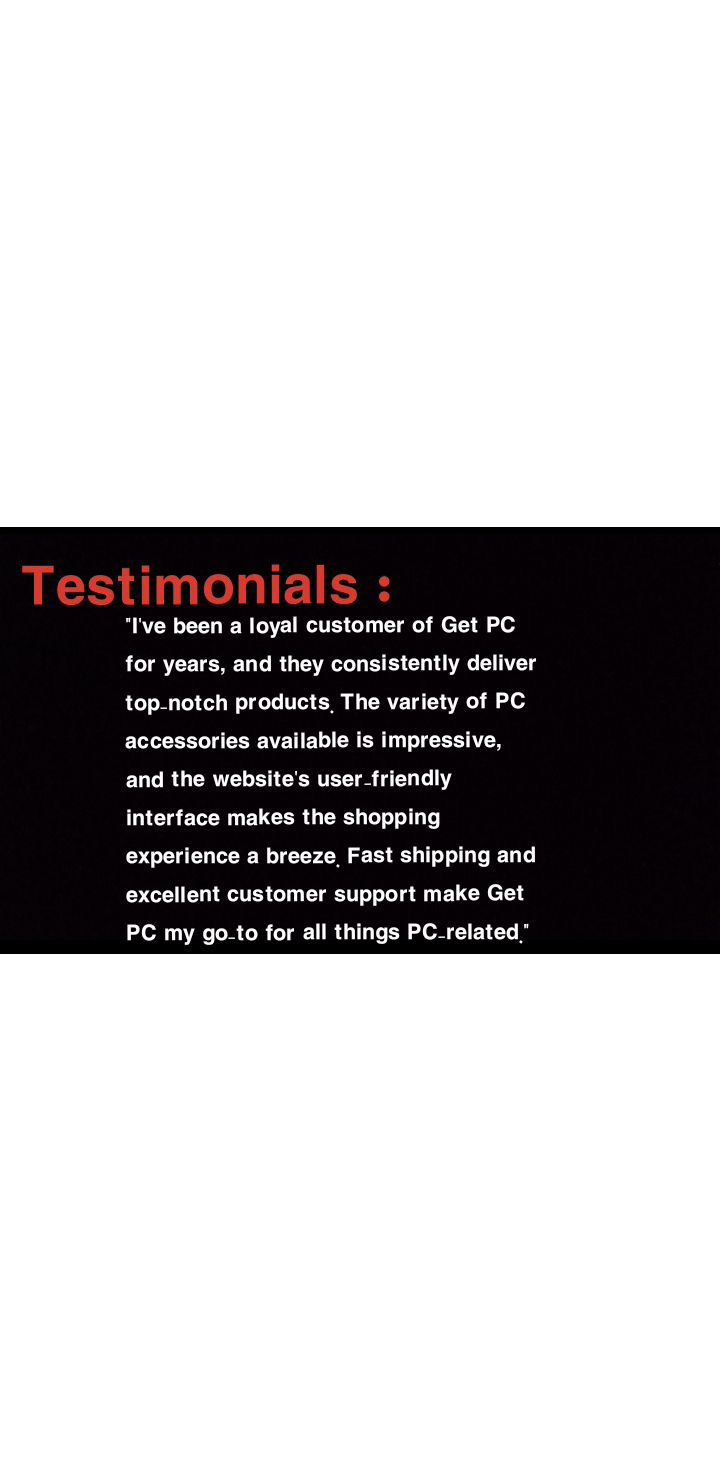 Testimonials :
"I've been a loyal customer of Get PC
for years, and they consistently deliver
top-notch products. The variety of PC
accessories available is impressive,
and the website's user-friendly
interface makes the shopping
experience a breeze. Fast shipping and
excellent customer support make Get
PC my go-to for all things PC-related."